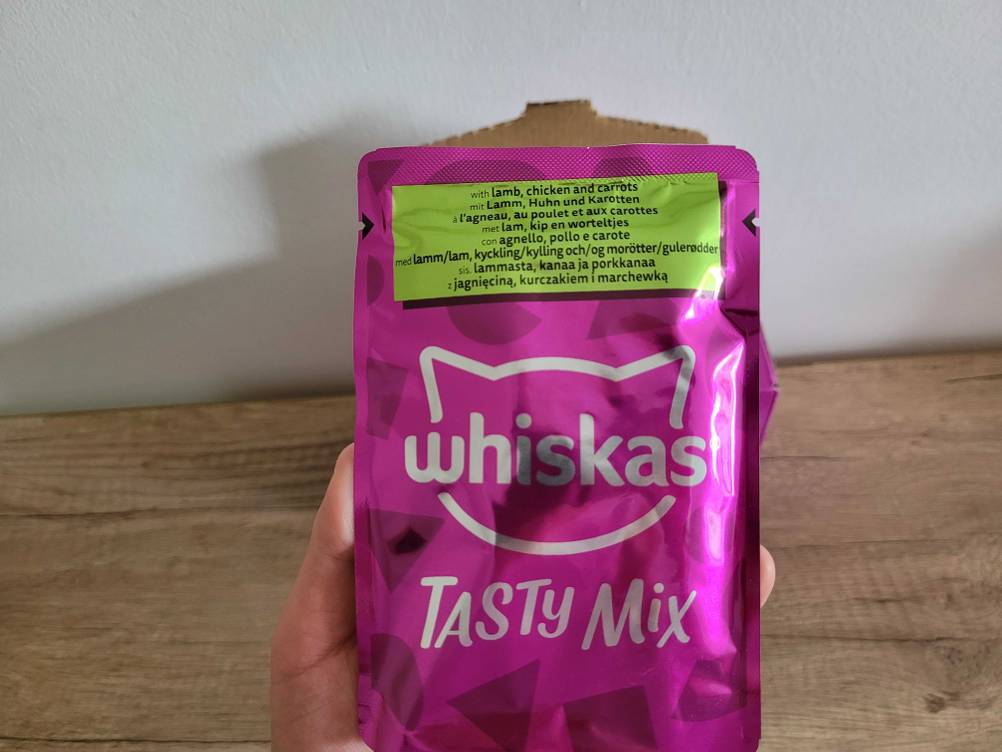 with lamb, chicken and carrots
mit Lamm, Huhn und Karotten
à l'agneau, au poulet et aux carottes
met lam, kip en worteltjes
con agnello, pollo e carote
med lamm/lam, kyckling/kylling och/og morötter/gulerødder
sis. lammasta, kanaa ja porkkanaa
z jagnięciną, kurczakiem i marchewką
whiskas
TASTY MiX